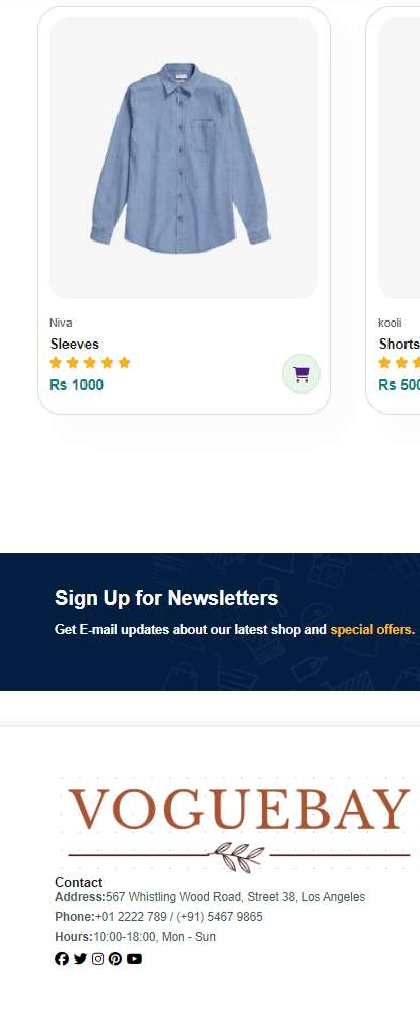 Niva
kooli
Sleeves
Shorts
Rs 1000
Rs 500
Sign Up for Newsletters
Get E-mail updates about our latest shop and special offers.
VOGUEBAY
Contact
Address:567 Whistling Wood Road, Street 38, Los Angeles
Phone:+01 2222 789 / (+91) 5467 9865
Hours:10:00-18:00, Mon - Sun